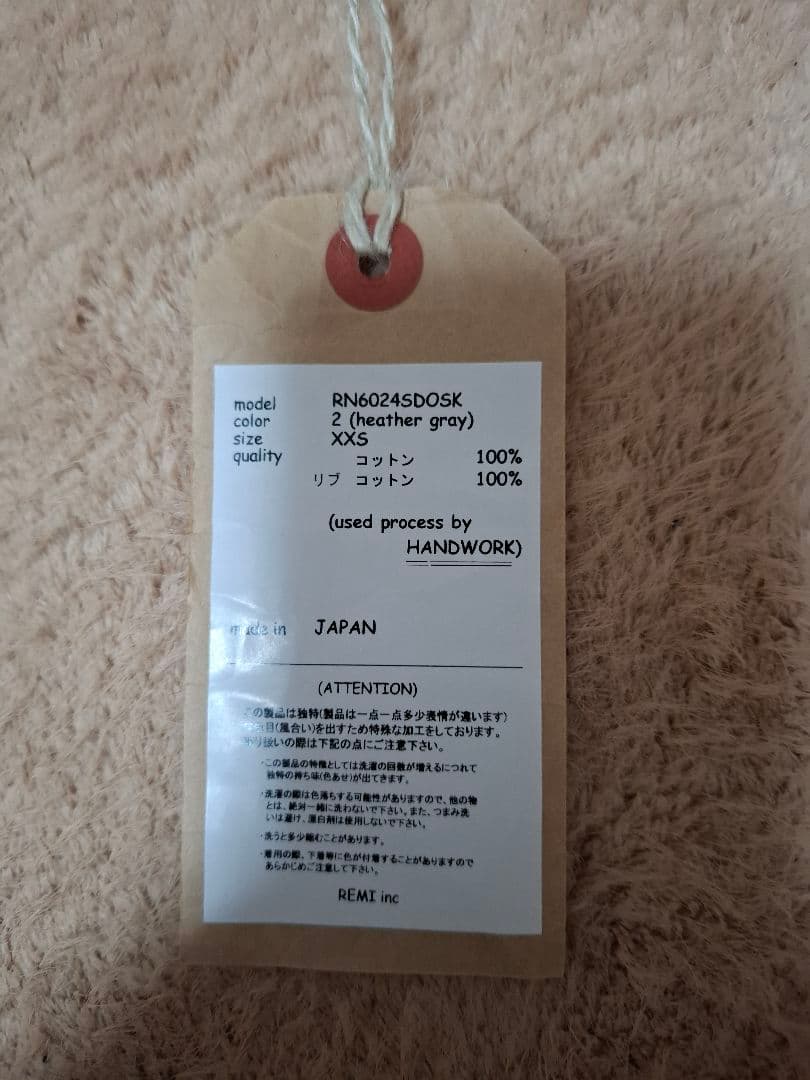 model RN6024SDOSK
color 2 (heather gray)
size XXS
quality コットン 100%
リブ コットン 100%
(used process by
HANDWORK)
made in JAPAN
(ATTENTION)
この製品は独特(製品は一点一点多少表情が違います)
目(風合い)を出すため特殊な加工をしております。
取り扱いの際は下記の点にご注意下さい。
・この製品の特徴としては洗濯の回数が増えるにつれて
独特の持ち味(色あせ)が出てきます。
・洗濯の際は色落ちする可能性がありますので、他の物
とは、絶対一緒に洗わないで下さい。また、つまみ洗
いは避け、漂白剤は使用しないで下さい。
・洗うと多少縮むことがあります。
・着用の際、下着等に色が付着することがありますので
あらかじめご注意して下さい。
REMI inc